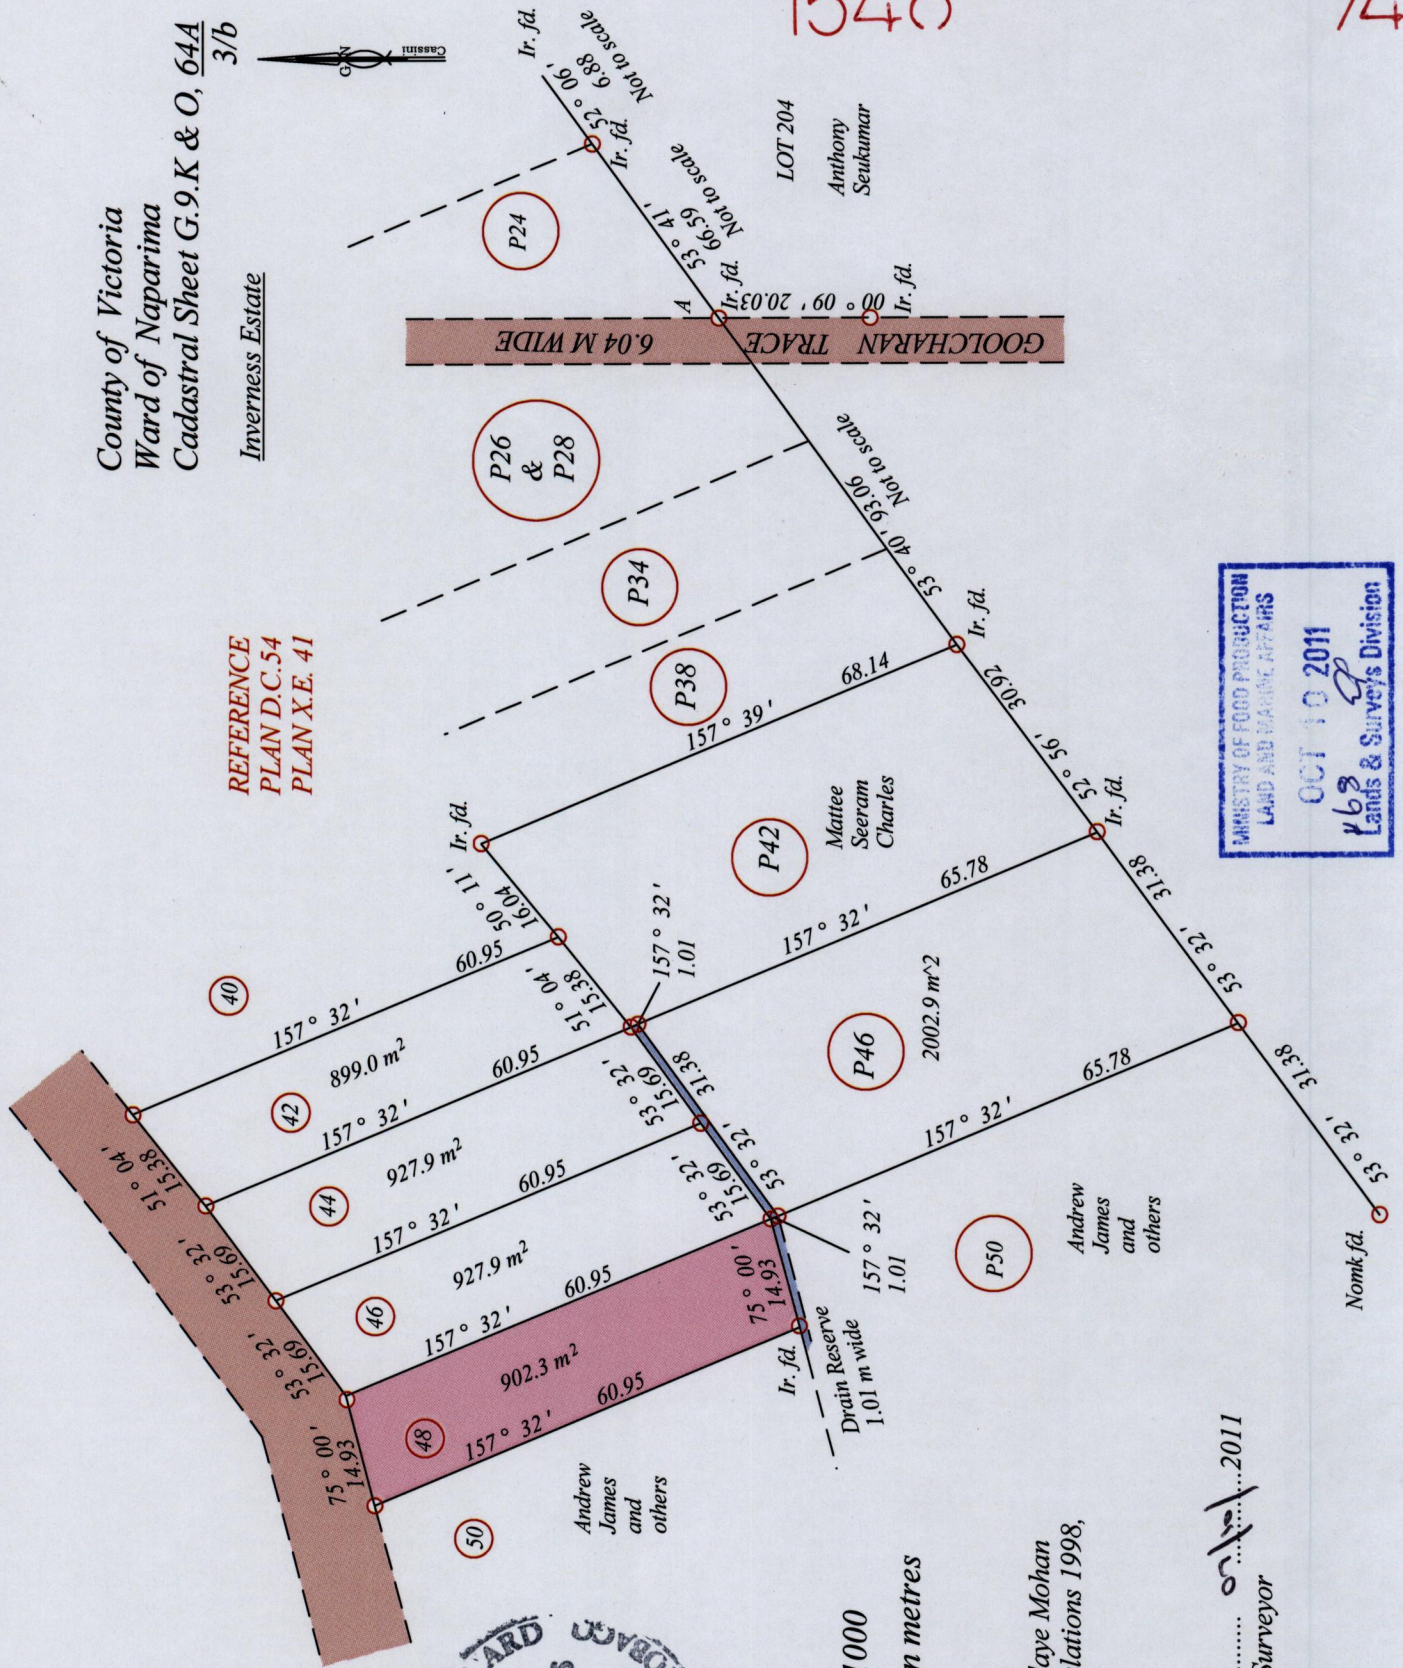 1540
74
County of Victoria
Ward of Naparima
Cadastral Sheet G.9.K & O, 64A
3/b
Inverness Estate
G N
Cassini
REFERENCE
PLAN D.C.54
PLAN X.E. 41
Ir. fd.
52° 06'
6.88
Not to scale
Ir. fd.
P24
53° 41'
66.59
Not to scale
LOT 204
Anthony
Seukumar
A
Ir. fd.
00° 09' 20.03
Ir. fd.
6.04 M WIDE
GOOLCHARAN TRACE
P26
&
P28
P34
P38
53° 40' 93.06
Not to scale
Ir. fd.
157° 39'
68.14
Ir. fd.
50° 11'
16.04
P42
Mattee
Seeram
Charles
52° 56'
30.92
Ir. fd.
157° 32'
65.78
157° 32'
1.01
40
157° 32'
60.95
899.0 m²
51° 04'
15.38
51° 04'
15.38
42
157° 32'
60.95
927.9 m²
53° 32'
15.69
53° 32'
15.69
44
157° 32'
60.95
927.9 m²
53° 32'
15.69
53° 32'
15.69
46
157° 32'
60.95
53° 32'
31.38
P46
2002.9 m^2
53° 32'
31.38
157° 32'
65.78
157° 32'
1.01
902.3 m²
48
157° 32'
60.95
75° 00'
14.93
75° 00'
14.93
Ir. fd.
Drain Reserve
1.01 m wide
50
Andrew
James
and
others
P50
Andrew
James
and
others
53° 32'
31.38
Nomk fd.
MINISTRY OF FOOD PRODUCTION
LAND AND MARINE AFFAIRS
OCT 10 2011
Lands & Surveys Division
1000
n metres
aye Mohan
lations 1998,
2011
Surveyor
ARD
OBAGO